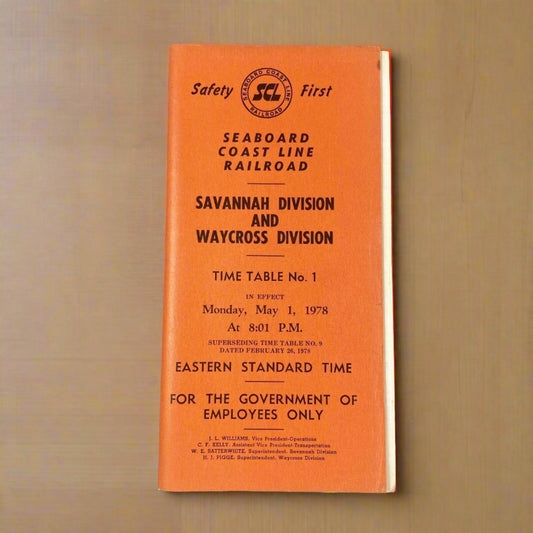 Safety First
SEABOARD COAST LINE
SCL
RAILROAD
SEABOARD
COAST LINE
RAILROAD
SAVANNAH DIVISION
AND
WAYCROSS DIVISION
TIME TABLE No. 1
IN EFFECT
Monday, May 1, 1978
At 8:01 P.M.
SUPERSEDING TIME TABLE NO. 9
DATED FEBRUARY 26, 1978
EASTERN STANDARD TIME
FOR THE GOVERNMENT OF
EMPLOYEES ONLY
J. L. WILLIAMS, Vice President-Operations
C. F. KELLY, Assistant Vice President-Transportation
W. E. SATTERWHITE, Superintendent, Savannah Division
H. J. PIGGE, Superintendent, Waycross Division